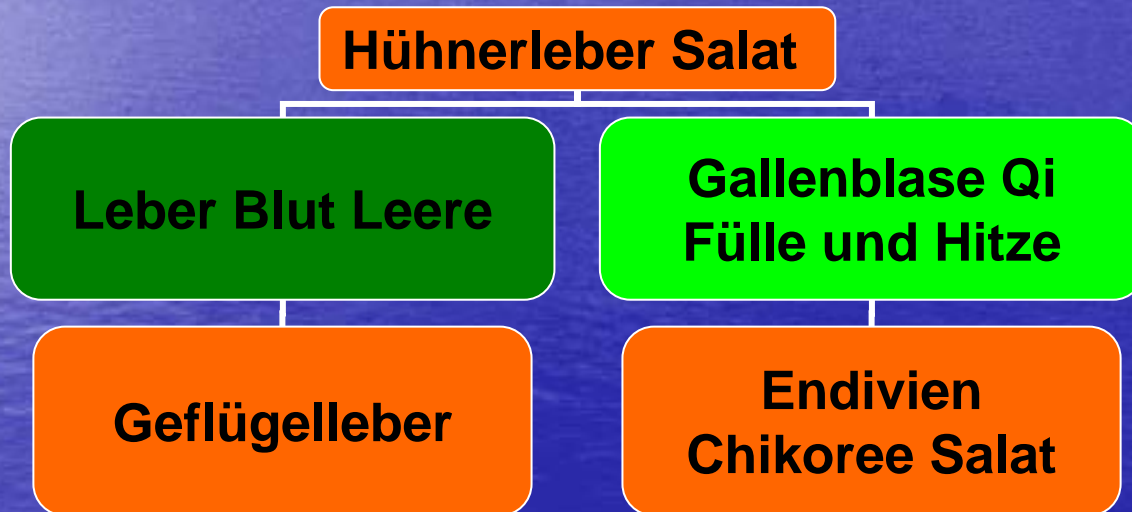 Hühnerleber Salat
Leber Blut Leere
Gallenblase Qi
Fülle und Hitze
Geflügelleber
Endivien
Chikoree Salat